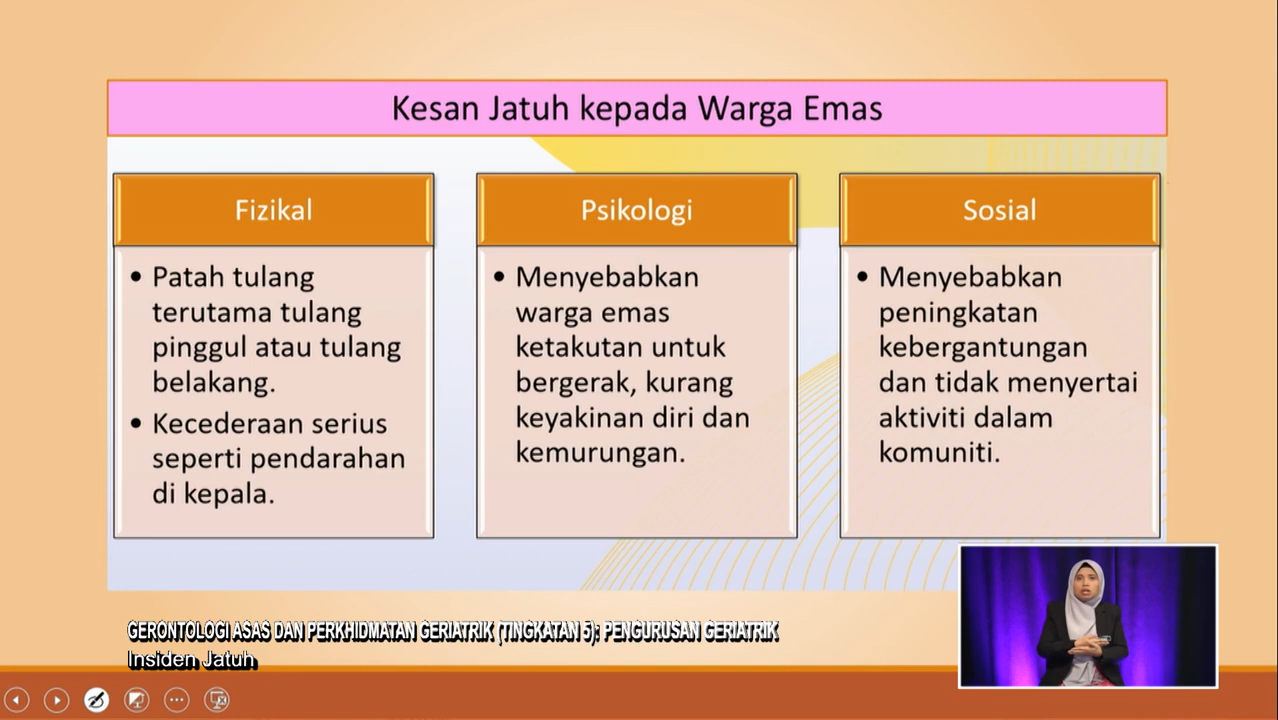 Kesan Jatuh kepada Warga Emas
Fizikal
• Patah tulang
terutama tulang
pinggul atau tulang
belakang.
• Kecederaan serius
seperti pendarahan
di kepala.
Psikologi
• Menyebabkan
warga emas
ketakutan untuk
bergerak, kurang
keyakinan diri dan
kemurungan.
Sosial
• Menyebabkan
peningkatan
kebergantungan
dan tidak menyertai
aktiviti dalam
komuniti.
GERONTOLOGI ASAS DAN PERKHIDMATAN GERIATRIK (TINGKATAN 5): PENGURUSAN GERIATRIK
Insiden Jatuh